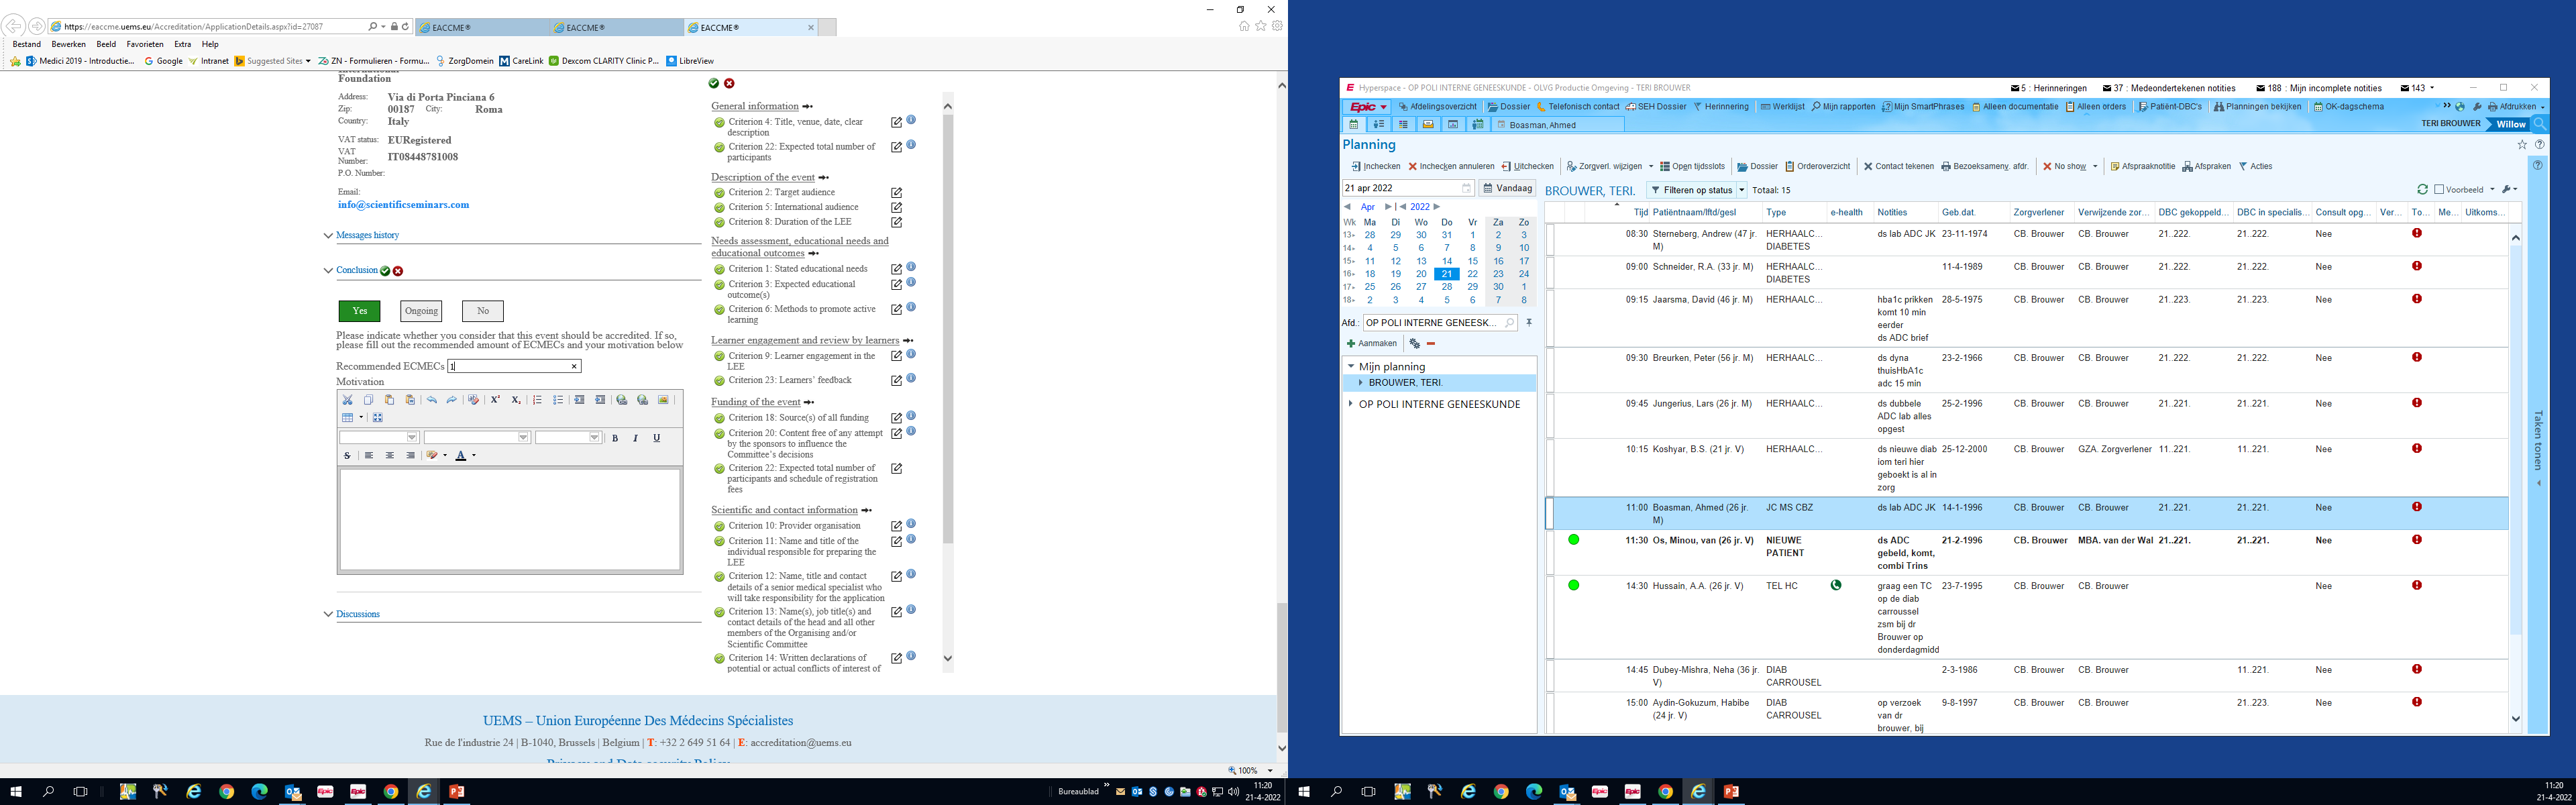 https://eaccme.uems.eu/Accreditation/ApplicationDetails.aspx?id=27087
EACCME®
EACCME®
EACCME®
Bestand Bewerken Beeld Favorieten Extra Help
Medici 2019 - Introductie... Google Intranet Suggested Sites ZN - Formulieren - Formu... ZorgDomein CareLink Dexcom CLARITY Clinic P... LibreView
International
Foundation
Address: Via di Porta Pinciana 6
Zip: 00187 City: Roma
Country: Italy
VAT status: EURegistered
VAT Number: IT08448781008
P.O. Number:
Email:
info@scientificseminars.com
Messages history
Conclusion
Yes Ongoing No
Please indicate whether you consider that this event should be accredited. If so,
please fill out the recommended amount of ECMECs and your motivation below
Recommended ECMECs 1
Motivation
Discussions
General information
Criterion 4: Title, venue, date, clear
description
Criterion 22: Expected total number of
participants
Description of the event
Criterion 2: Target audience
Criterion 5: International audience
Criterion 8: Duration of the LEE
Needs assessment, educational needs and
educational outcomes
Criterion 1: Stated educational needs
Criterion 3: Expected educational
outcome(s)
Criterion 6: Methods to promote active
learning
Learner engagement and review by learners
Criterion 9: Learner engagement in the
LEE
Criterion 23: Learners' feedback
Funding of the event
Criterion 18: Source(s) of all funding
Criterion 20: Content free of any attempt
by the sponsors to influence the
Committee's decisions
Criterion 22: Expected total number of
participants and schedule of registration
fees
Scientific and contact information
Criterion 10: Provider organisation
Criterion 11: Name and title of the
individual responsible for preparing the
LEE
Criterion 12: Name, title and contact
details of a senior medical specialist who
will take responsibility for the application
Criterion 13: Name(s), job title(s) and
contact details of the head and all other
members of the Organising and/or
Scientific Committee
Criterion 14: Written declarations of
potential or actual conflicts of interest of
UEMS – Union Européenne Des Médecins Spécialistes
Rue de l'industrie 24 | B-1040, Brussels | Belgium | T: +32 2 649 51 64 | E: accreditation@uems.eu
Privacy and Data security Policy
100%
Bureaublad
11:20
21-4-2022
Hyperspace - OP POLI INTERNE GENEESKUNDE - OLVG Productie Omgeving - TERI BROUWER
5 : Herinneringen 37 : Medeondertekenen notities 188 : Mijn incomplete notities 143
Epic Afdelingsoverzicht Dossier Telefonisch contact SEH Dossier Herinnering Werklijst Mijn rapporten Mijn SmartPhrases Alleen documentatie Alleen orders Patiënt-DBC's Planningen bekijken OK-dagschema Afdrukken
Boasman, Ahmed
TERI BROUWER Willow
Planning
Inchecken Inchecken annuleren Uitchecken Zorgverl. wijzigen Open tijdsslots Dossier Orderoverzicht Contact tekenen Bezoeksameny. afdr. No show Afspraaknotitie Afspraken Acties
21 apr 2022 Vandaag
Apr 2022
Wk Ma Di Wo Do Vr Za Zo
13 28 29 30 31 1 2 3
14 4 5 6 7 8 9 10
15 11 12 13 14 15 16 17
16 18 19 20 21 22 23 24
17 25 26 27 28 29 30 1
18 2 3 4 5 6 7 8
Afd.: OP POLI INTERNE GENEESK...
Aanmaken
Mijn planning
BROUWER, TERI.
OP POLI INTERNE GENEESKUNDE
BROUWER, TERI. Filteren op status Totaal: 15 Voorbeeld
Tijd Patiëntnaam/lftd/gesl Type e-health Notities Geb.dat. Zorgverlener Verwijzende zor... DBC gekoppeld... DBC in specialis... Consult opg... Ver... To... Me... Uitkoms...
08:30 Sterneberg, Andrew (47 jr. M) HERHAALC... DIABETES ds lab ADC JK 23-11-1974 CB. Brouwer CB. Brouwer 21..222. 21..222. Nee
09:00 Schneider, R.A. (33 jr. M) HERHAALC... DIABETES 11-4-1989 CB. Brouwer CB. Brouwer 21..222. 21..222. Nee
09:15 Jaarsma, David (46 jr. M) HERHAALC... hba1c prikken komt 10 min eerder ds ADC brief 28-5-1975 CB. Brouwer CB. Brouwer 21..223. 21..223. Nee
09:30 Breurken, Peter (56 jr. M) HERHAALC... ds dyna thuisHbA1c adc 15 min 23-2-1966 CB. Brouwer CB. Brouwer 21..222. 21..222. Nee
09:45 Jungerius, Lars (26 jr. M) HERHAALC... ds dubbele ADC lab alles opgest 25-2-1996 CB. Brouwer CB. Brouwer 21..221. 21..221. Nee
10:15 Koshyar, B.S. (21 jr. V) HERHAALC... ds nieuwe diab iom teri hier geboekt is al in zorg 25-12-2000 CB. Brouwer GZA. Zorgverlener 11..221. 11..221. Nee
11:00 Boasman, Ahmed (26 jr. M) JC MS CBZ ds lab ADC JK 14-1-1996 CB. Brouwer CB. Brouwer 21..221. 21..221. Nee
11:30 Os, Minou, van (26 jr. V) NIEUWE PATIENT ds ADC gebeld, komt, combi Trins 21-2-1996 CB. Brouwer MBA. van der Wal 21..221. 21..221. Nee
14:30 Hussain, A.A. (26 jr. V) TEL HC graag een TC op de diab carroussel zsm bij dr Brouwer op donderdagmidd 23-7-1995 CB. Brouwer CB. Brouwer Nee
14:45 Dubey-Mishra, Neha (36 jr. V) DIAB CARROUSEL 2-3-1986 CB. Brouwer CB. Brouwer 11..221. Nee
15:00 Aydin-Gokuzum, Habibe (24 jr. V) DIAB CARROUSEL op verzoek van dr brouwer, bij 9-8-1997 CB. Brouwer CB. Brouwer 21..223. Nee
Taken tonen
11:20
21-4-2022